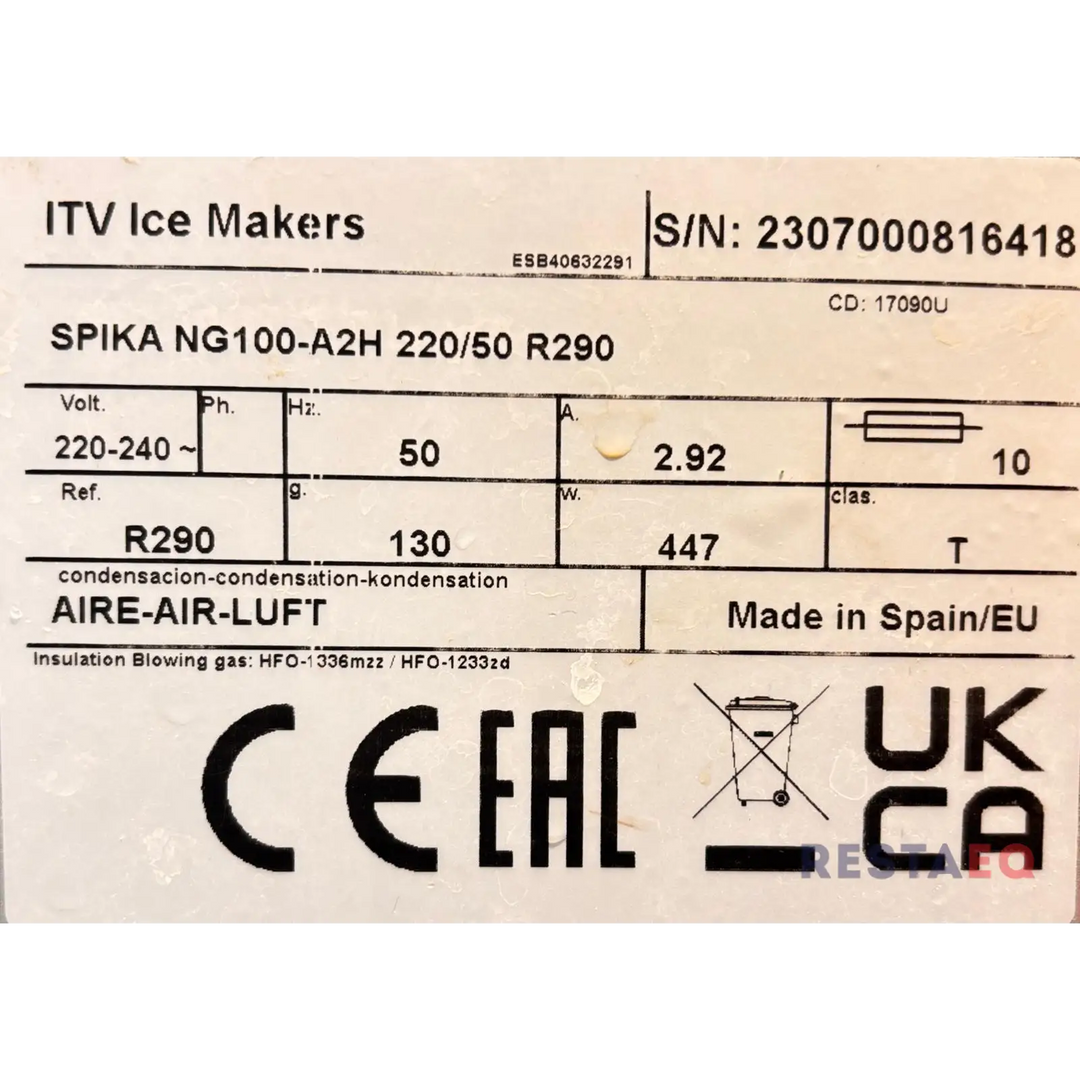 ITV Ice Makers
ESB40632291
S/N: 2307000816418
CD: 17090U
SPIKA NG100-A2H 220/50 R290
Volt. Ph. Hz. A.
220-240 ~ 50 2.92 10
Ref. g. W. clas.
R290 130 447 T
condensacion-condensation-kondensation
AIRE-AIR-LUFT
Made in Spain/EU
Insulation Blowing gas: HFO-1336mzz / HFO-1233zd
CE EAC UK
CA
RESTAEQ